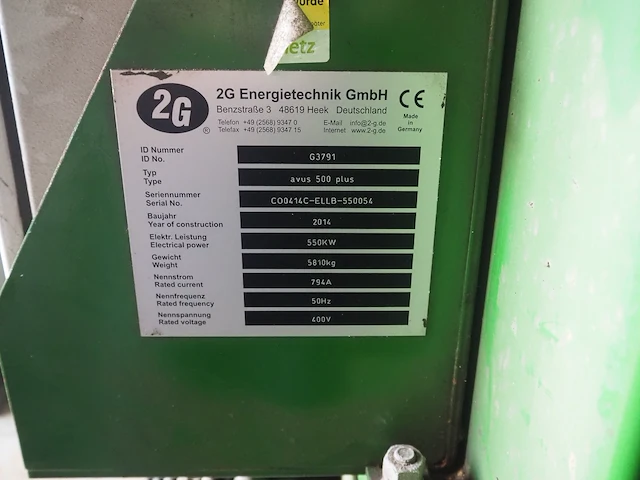 wurde
netz
2G
®
2G Energietechnik GmbH
Benzstraße 3 48619 Heek Deutschland
Telefon +49 (2568) 9347 0 E-Mail info@2-g.de
Telefax +49 (2568) 9347 15 Internet www.2-g.de
CE
Made in Germany
ID Nummer
ID No. G3791
Typ
Type avus 500 plus
Seriennummer
Serial No. CO0414C-ELLB-550054
Baujahr
Year of construction 2014
Elektr. Leistung
Electrical power 550KW
Gewicht
Weight 5810kg
Nennstrom
Rated current 794A
Nennfrequenz
Rated frequency 50Hz
Nennspannung
Rated voltage 400V